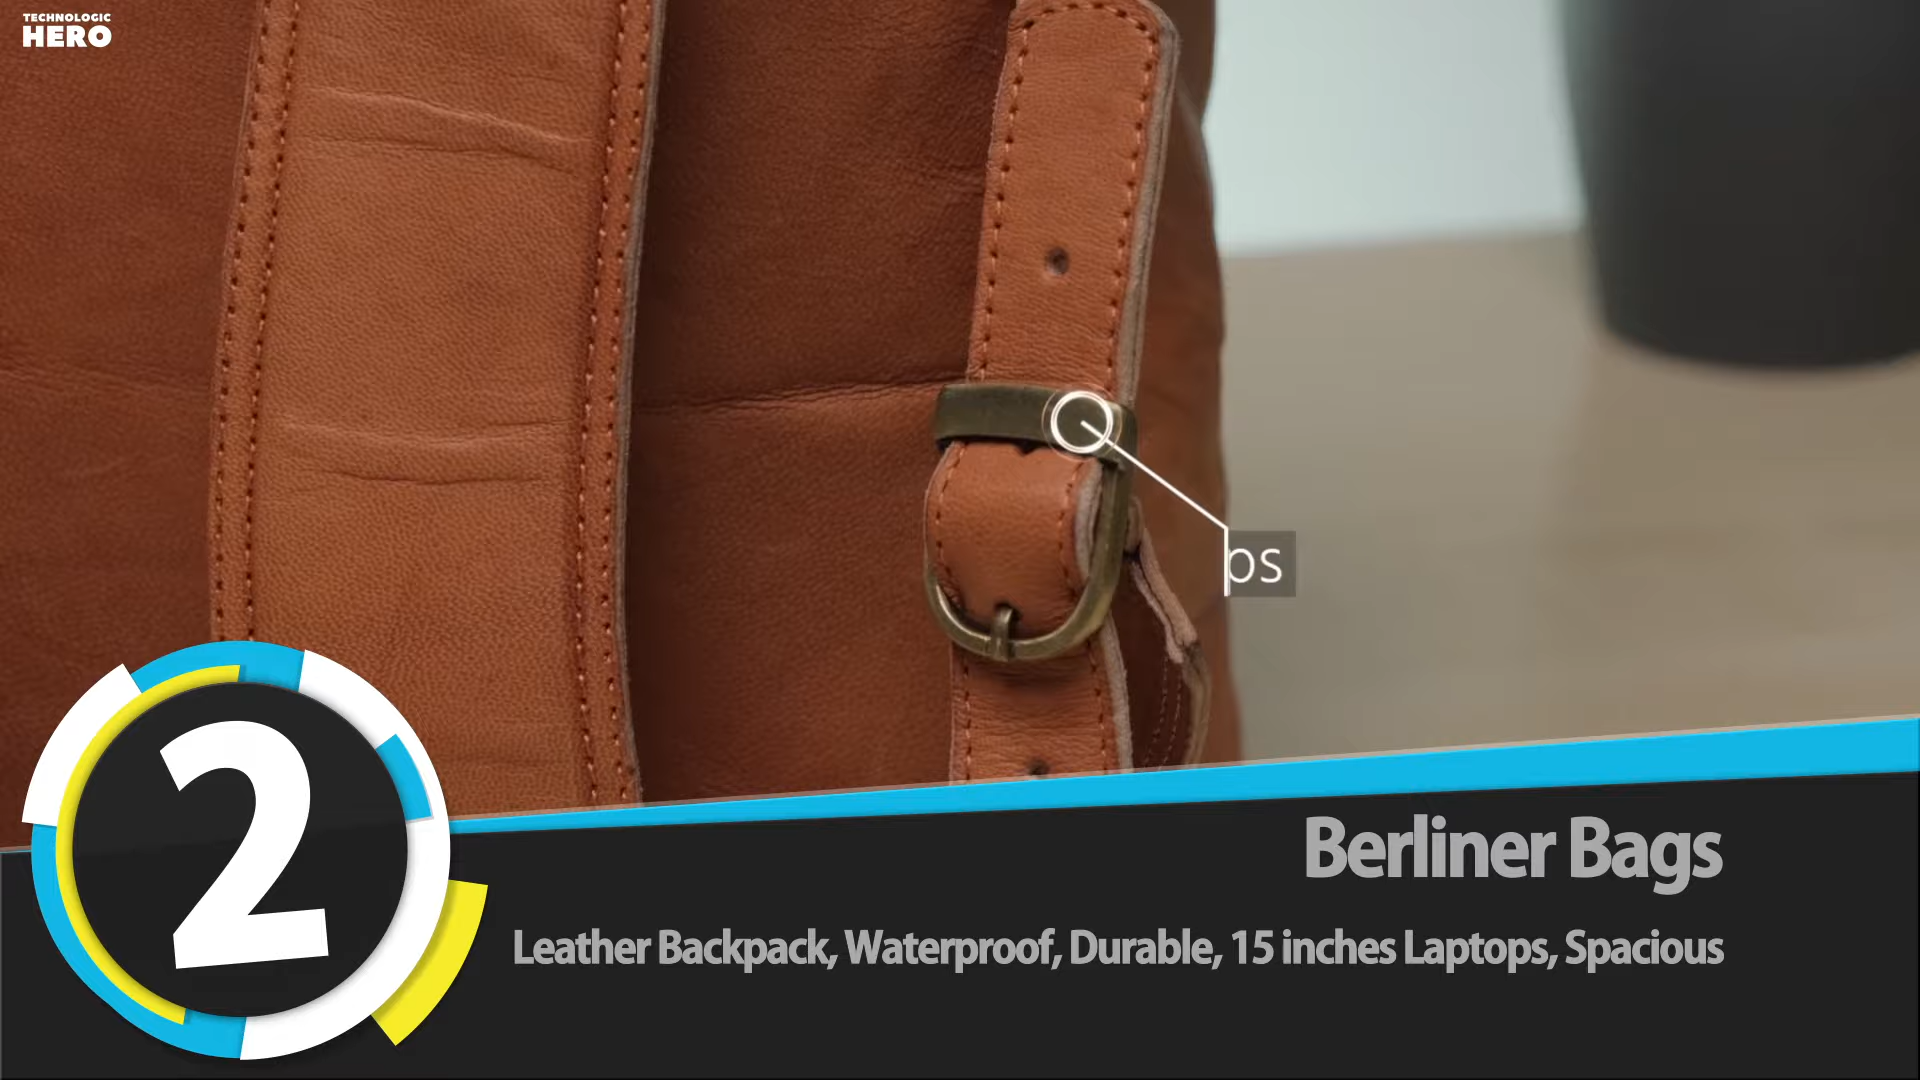 TECHNOLOGIC
HERO
ps
2
Berliner Bags
Leather Backpack, Waterproof, Durable, 15 inches Laptops, Spacious